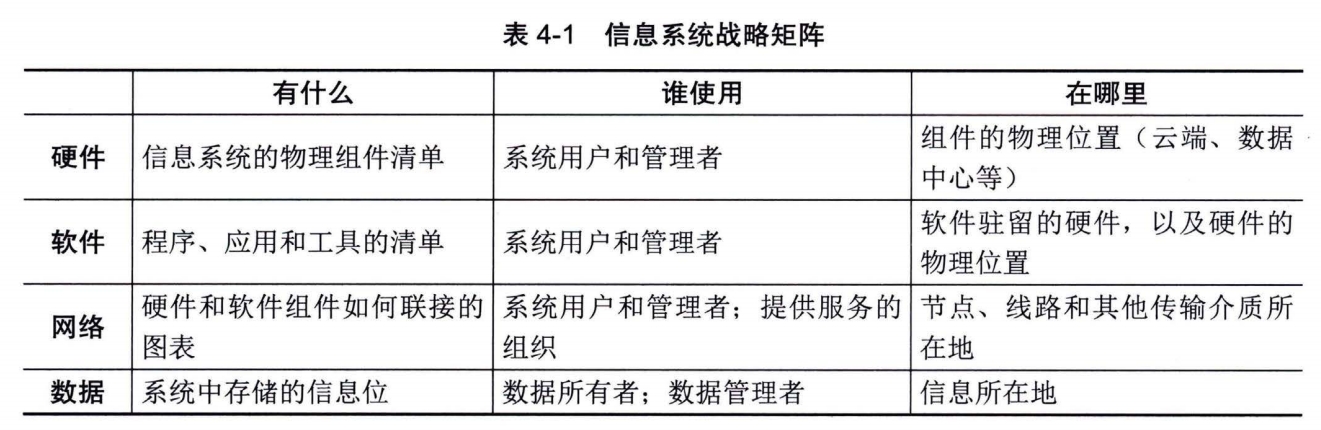 表 4-1 信息系统战略矩阵
有什么 谁使用 在哪里
硬件 信息系统的物理组件清单 系统用户和管理者 组件的物理位置（云端、数据
中心等）
软件 程序、应用和工具的清单 系统用户和管理者 软件驻留的硬件，以及硬件的
物理位置
网络 硬件和软件组件如何联接的 系统用户和管理者；提供服务的 节点、线路和其他传输介质所
图表 组织 在地
数据 系统中存储的信息位 数据所有者；数据管理者 信息所在地